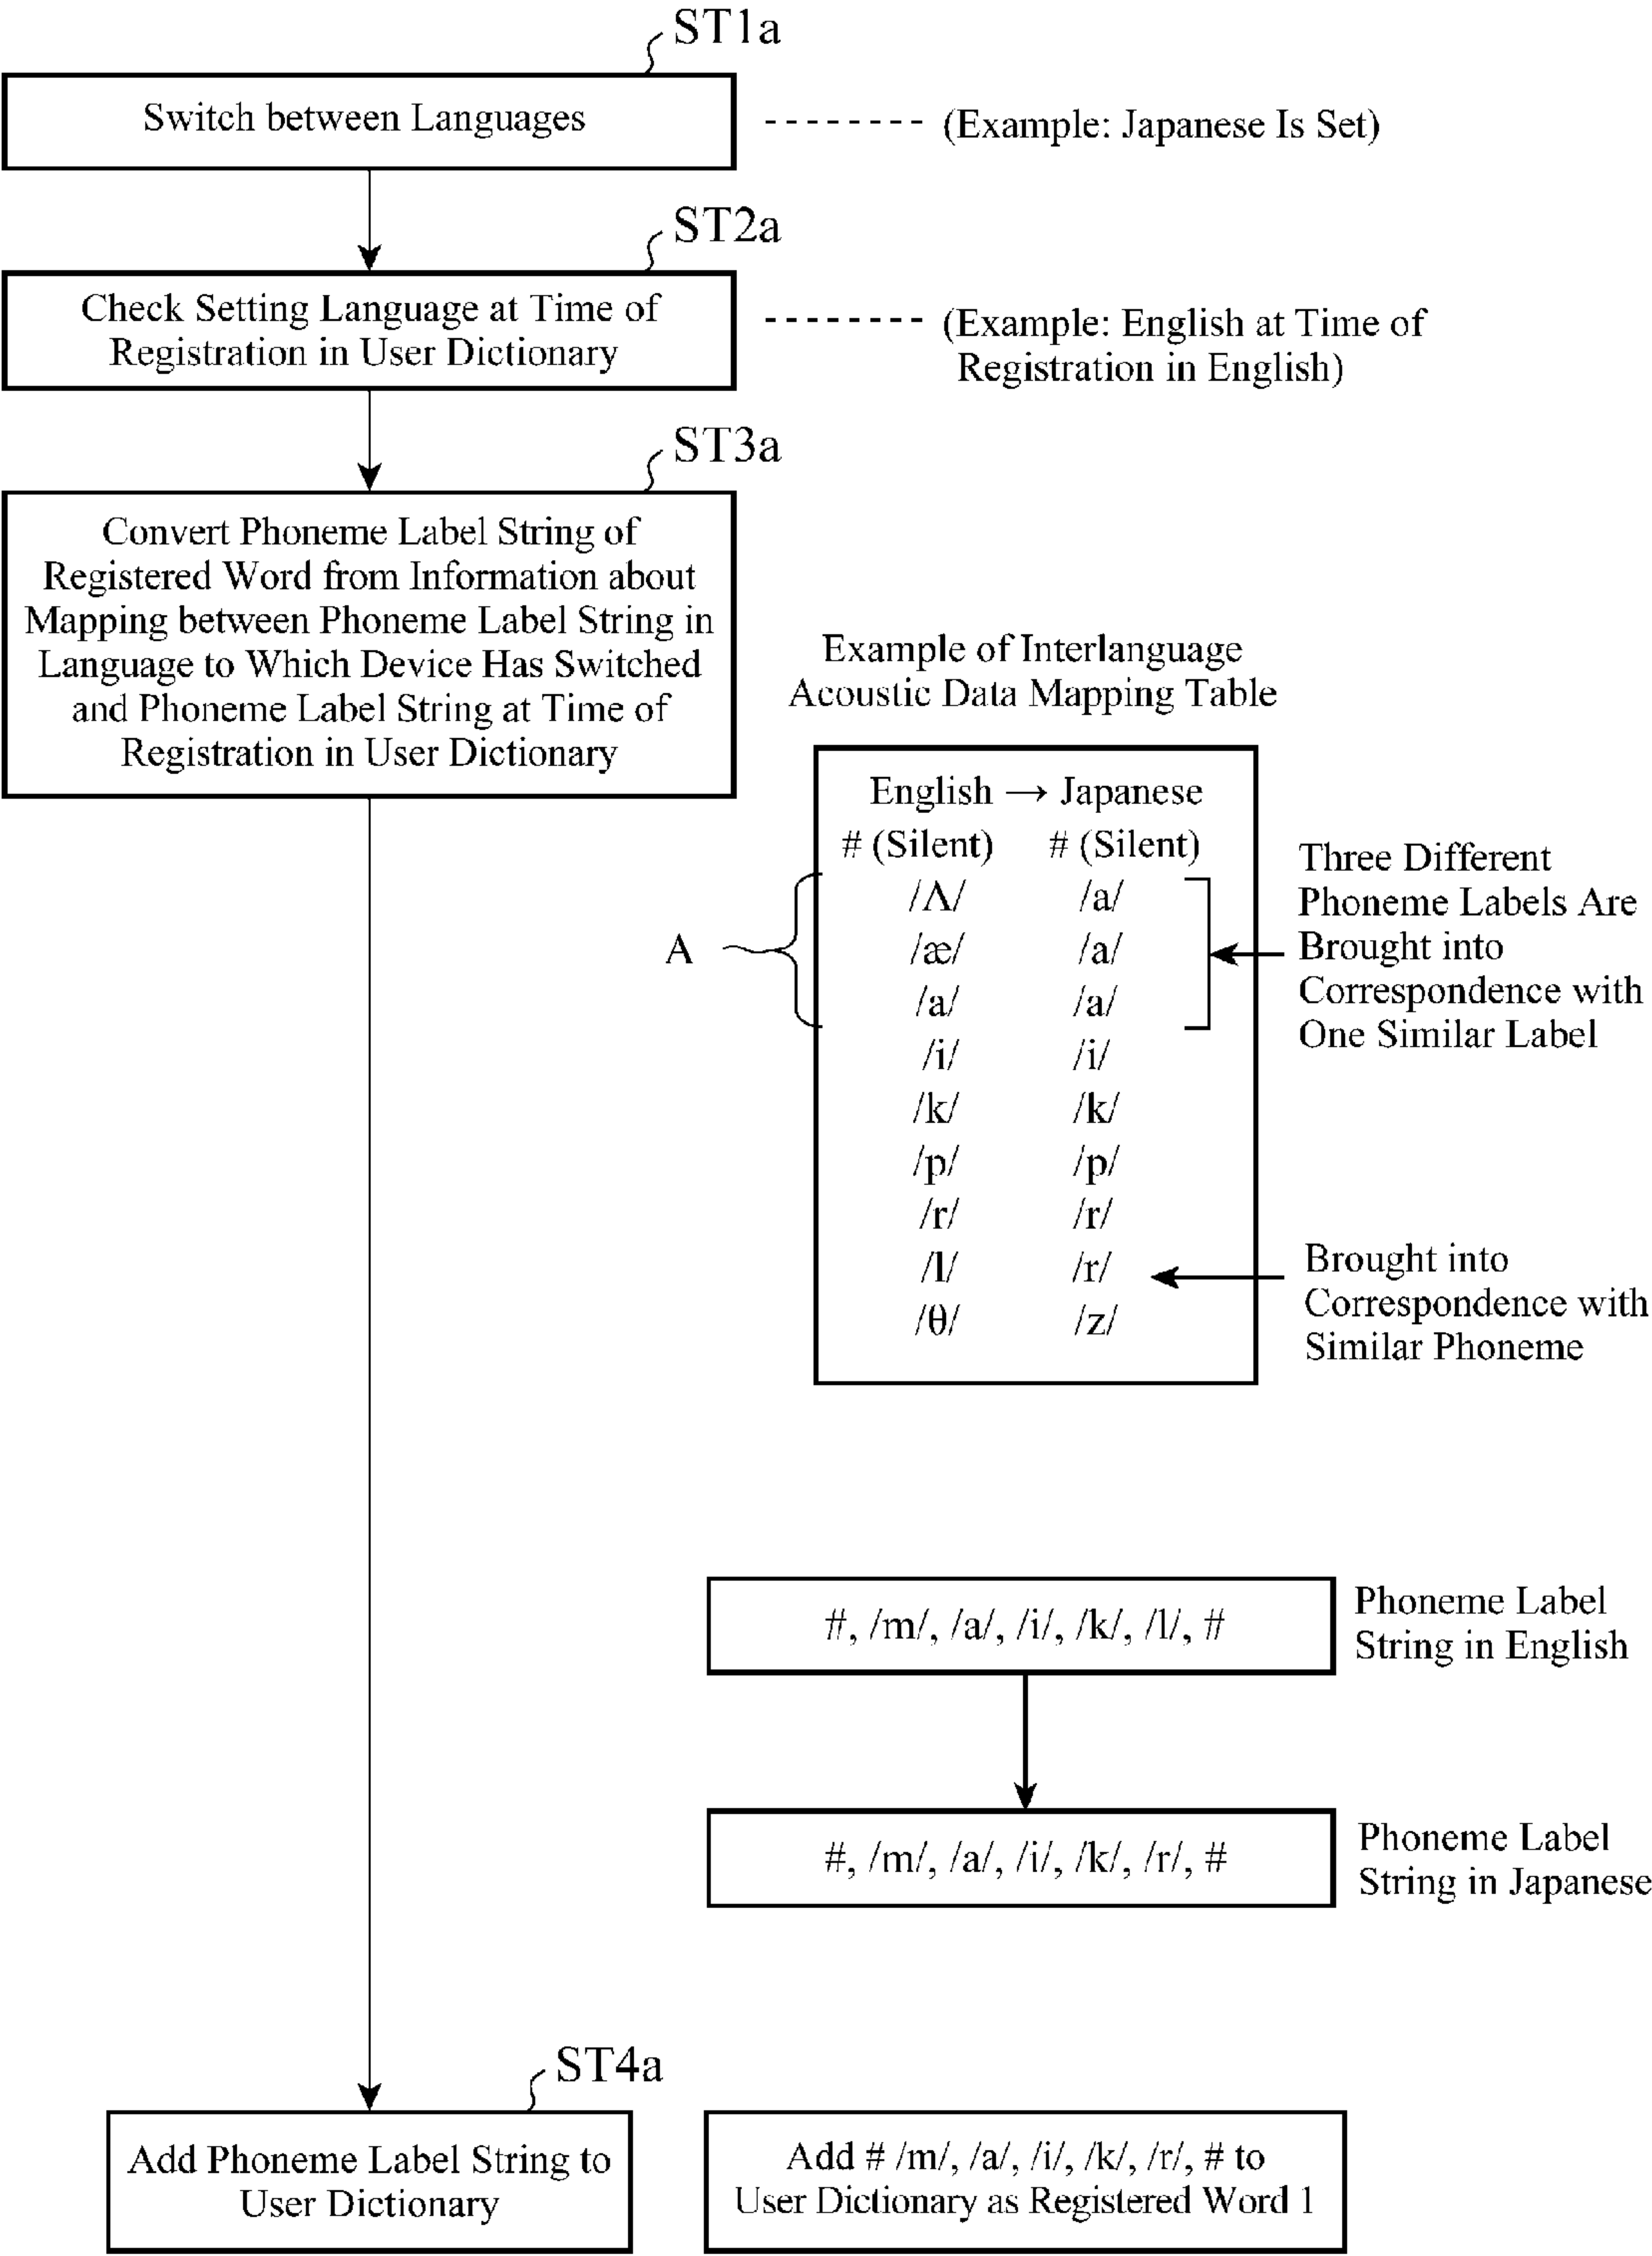 ST1a
Switch between Languages
(Example: Japanese Is Set)
ST2a
Check Setting Language at Time of
Registration in User Dictionary
(Example: English at Time of
Registration in English)
ST3a
Convert Phoneme Label String of
Registered Word from Information about
Mapping between Phoneme Label String in
Language to Which Device Has Switched
and Phoneme Label String at Time of
Registration in User Dictionary
Example of Interlanguage
Acoustic Data Mapping Table
English → Japanese
# (Silent) # (Silent)
/Λ/ /a/
/æ/ /a/
/a/ /a/
/i/ /i/
/k/ /k/
/p/ /p/
/r/ /r/
/l/ /r/
/θ/ /z/
A
Three Different
Phoneme Labels Are
Brought into
Correspondence with
One Similar Label
Brought into
Correspondence with
Similar Phoneme
#, /m/, /a/, /i/, /k/, /l/, #
Phoneme Label
String in English
#, /m/, /a/, /i/, /k/, /r/, #
Phoneme Label
String in Japanese
ST4a
Add Phoneme Label String to
User Dictionary
Add # /m/, /a/, /i/, /k/, /r/, # to
User Dictionary as Registered Word 1